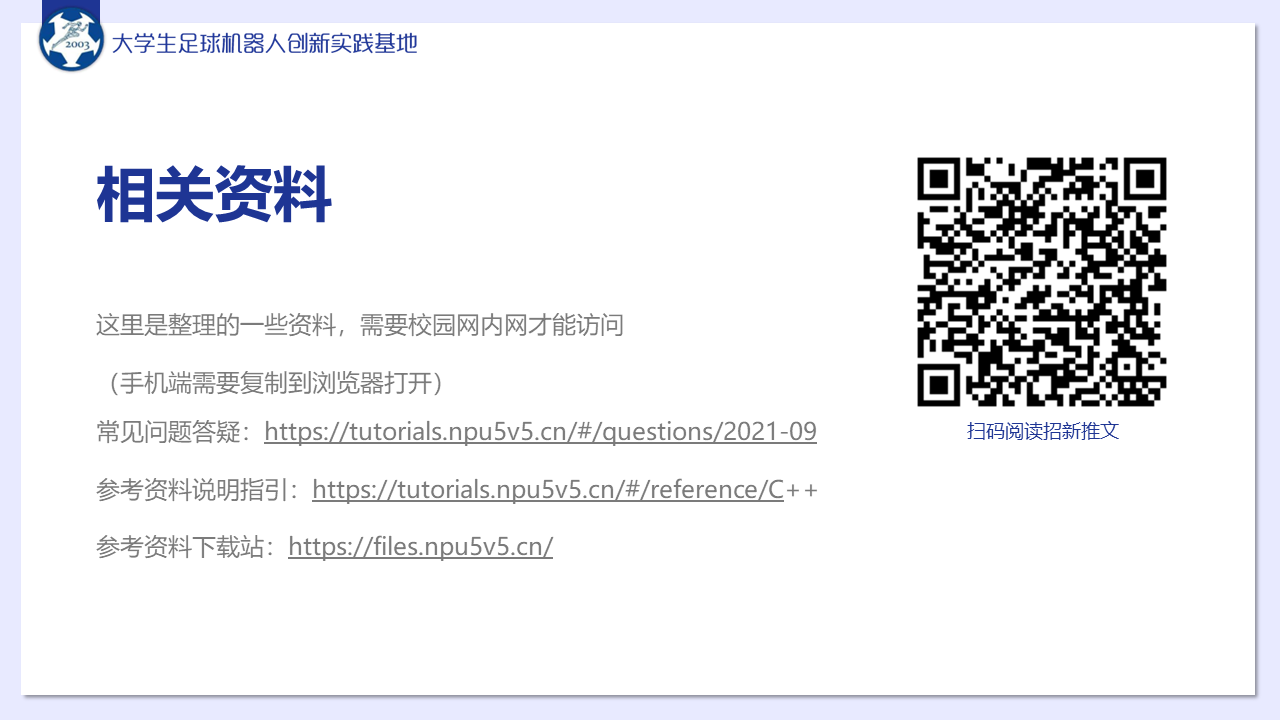 2003
大学生足球机器人创新实践基地
相关资料
这里是整理的一些资料，需要校园网内网才能访问
（手机端需要复制到浏览器打开）
常见问题答疑：https://tutorials.npu5v5.cn/#/questions/2021-09
参考资料说明指引：https://tutorials.npu5v5.cn/#/reference/C++
参考资料下载站：https://files.npu5v5.cn/
扫码阅读招新推文